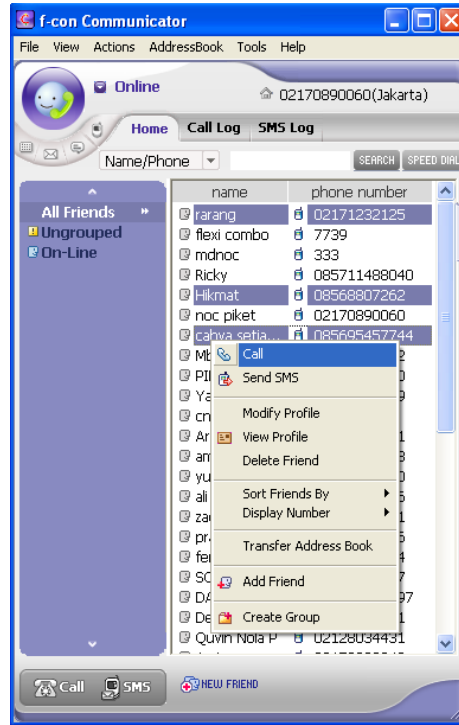 f-con Communicator
File View Actions AddressBook Tools Help
Online
02170890060(Jakarta)
Home Call Log SMS Log
Name/Phone SEARCH SPEED DIAL
name phone number
All Friends »
Ungrouped
On-Line
rarang 02171232125
flexi combo 7739
mdnoc 333
Ricky 085711488040
Hikmat 08568807262
noc piket 02170890060
cahya setia... 085695457744
Call
Send SMS
Modify Profile
View Profile
Delete Friend
Sort Friends By
Display Number
Transfer Address Book
Add Friend
Create Group
Quvin Nola P 02128034431
Call SMS NEW FRIEND